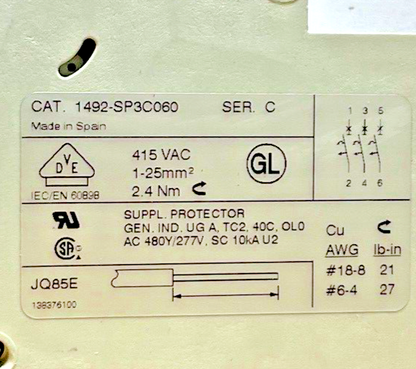 CAT. 1492-SP3C060 SER. C
Made in Spain
1 3 5
2 4 6
DVE
IEC/EN 60898
415 VAC
1-25mm²
2.4 Nm
GL
SUPPL. PROTECTOR
GEN. IND. UG A, TC2, 40C, OL0
AC 480Y/277V, SC 10kA U2
Cu
AWG lb-in
#18-8 21
#6-4 27
JQ85E
138376100